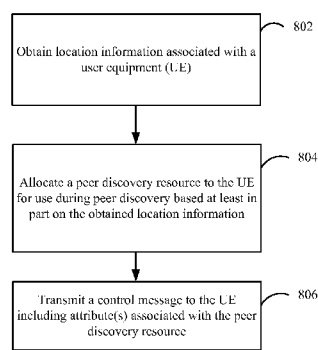 802
Obtain location information associated with a
user equipment (UE)
804
Allocate a peer discovery resource to the UE
for use during peer discovery based at least in
part on the obtained location information
806
Transmit a control message to the UE
including attribute(s) associated with the peer
discovery resource